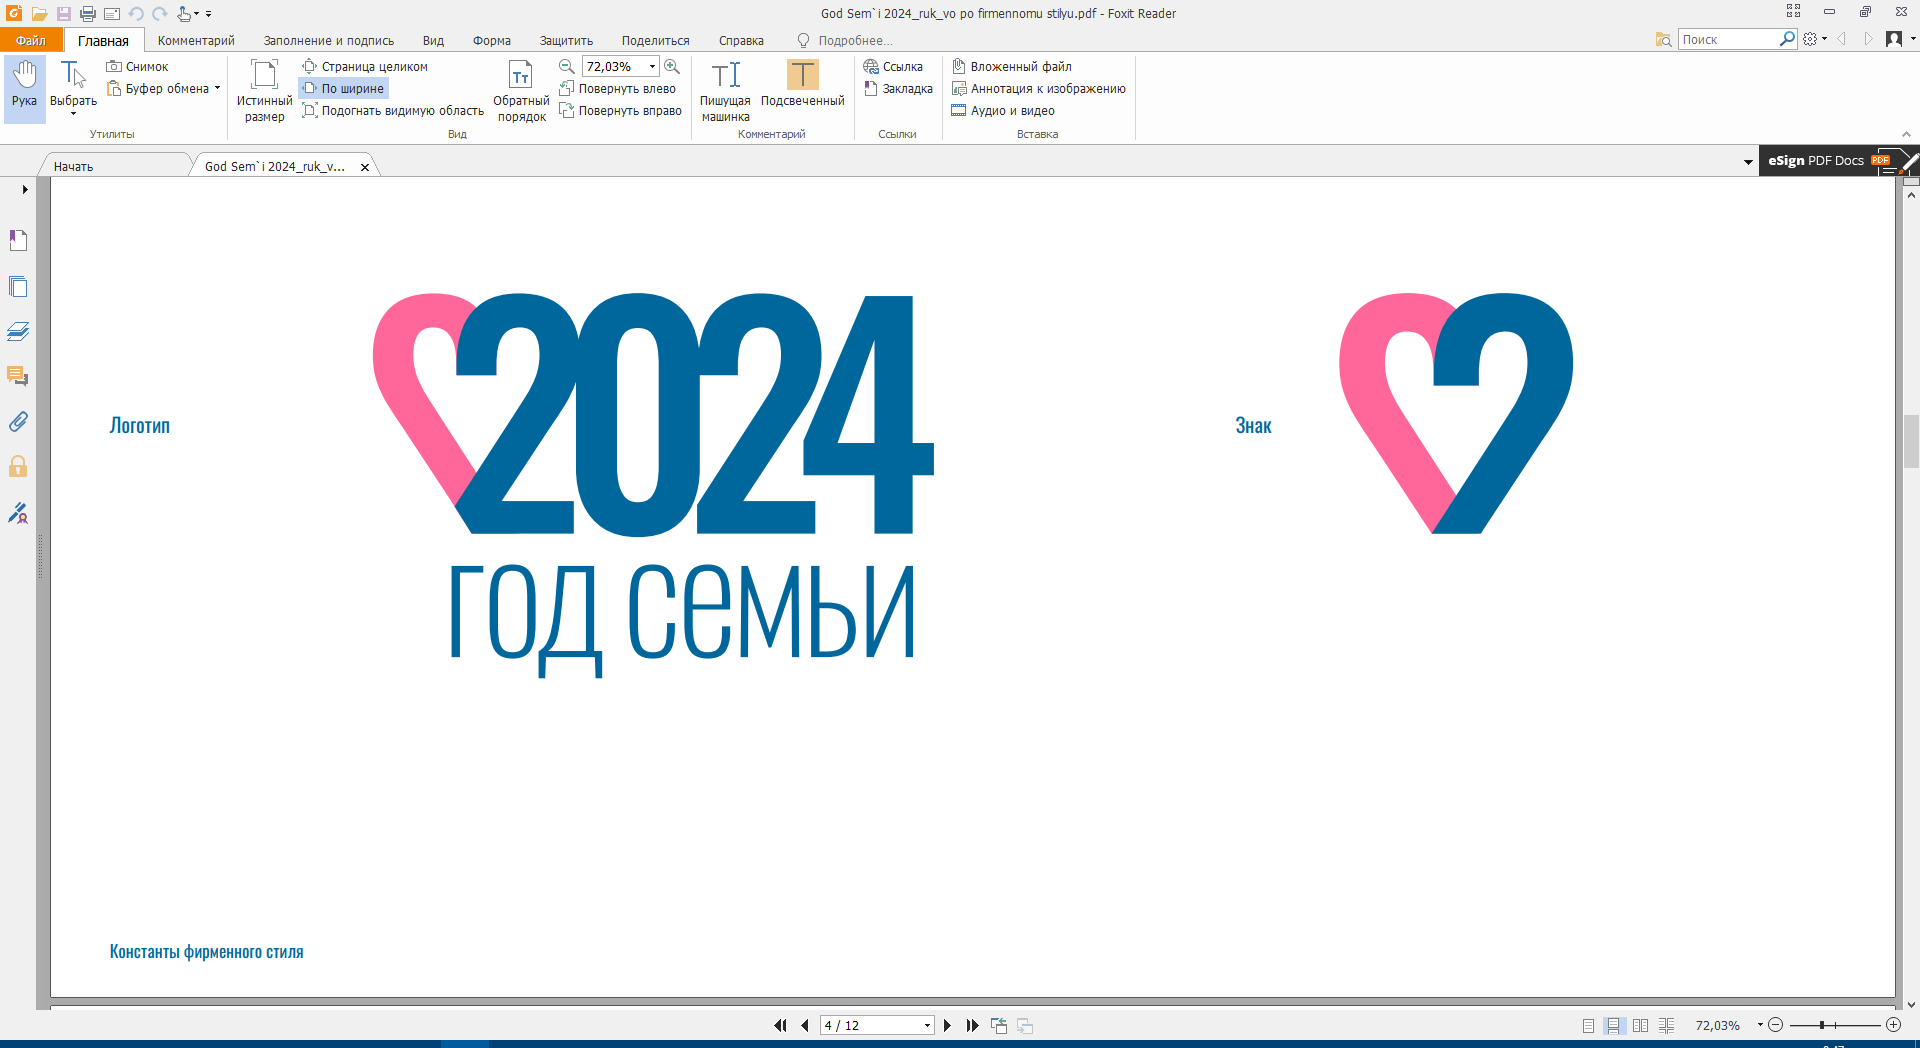 God Sem`i 2024_ruk_vo po firmennomu stilyu.pdf - Foxit Reader
Файл
Главная
Комментарий
Заполнение и подпись
Вид
Форма
Защитить
Поделиться
Справка
Подробнее...
Поиск
Рука
Выбрать
Снимок
Буфер обмена
Утилиты
Истинный размер
Страница целиком
По ширине
Подогнать видимую область
Обратный порядок
72,03%
Повернуть влево
Повернуть вправо
Вид
Пишущая машинка
Подсвеченный
Комментарий
Ссылка
Закладка
Ссылки
Вложенный файл
Аннотация к изображению
Аудио и видео
Вставка
Начать
God Sem`i 2024_ruk_v...
eSign PDF Docs
PDF
Логотип
2024
год семьи
Знак
Константы фирменного стиля
4 / 12
72,03%